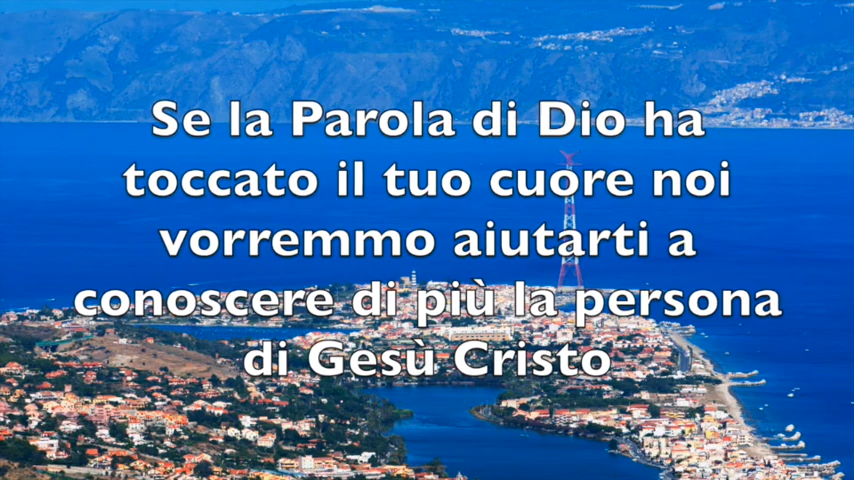 Se la Parola di Dio ha
toccato il tuo cuore noi
vorremmo aiutarti a
conoscere di più la persona
di Gesù Cristo